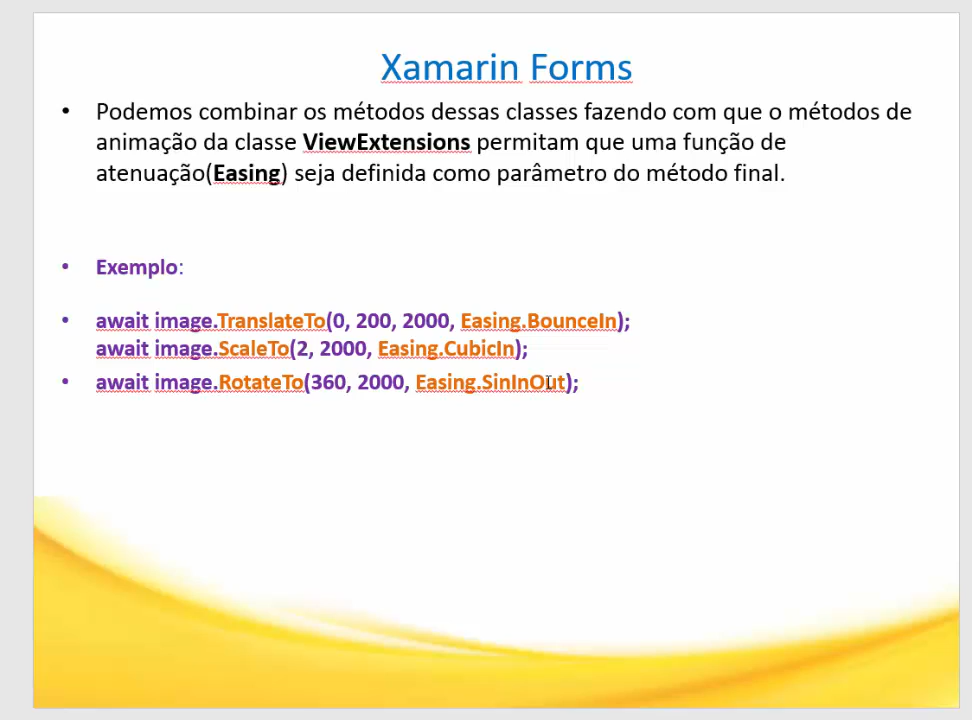 Xamarin Forms
• Podemos combinar os métodos dessas classes fazendo com que o métodos de
animação da classe ViewExtensions permitam que uma função de
atenuação(Easing) seja definida como parâmetro do método final.
• Exemplo:
• await image.TranslateTo(0, 200, 2000, Easing.BounceIn);
await image.ScaleTo(2, 2000, Easing.CubicIn);
• await image.RotateTo(360, 2000, Easing.SinInOut);